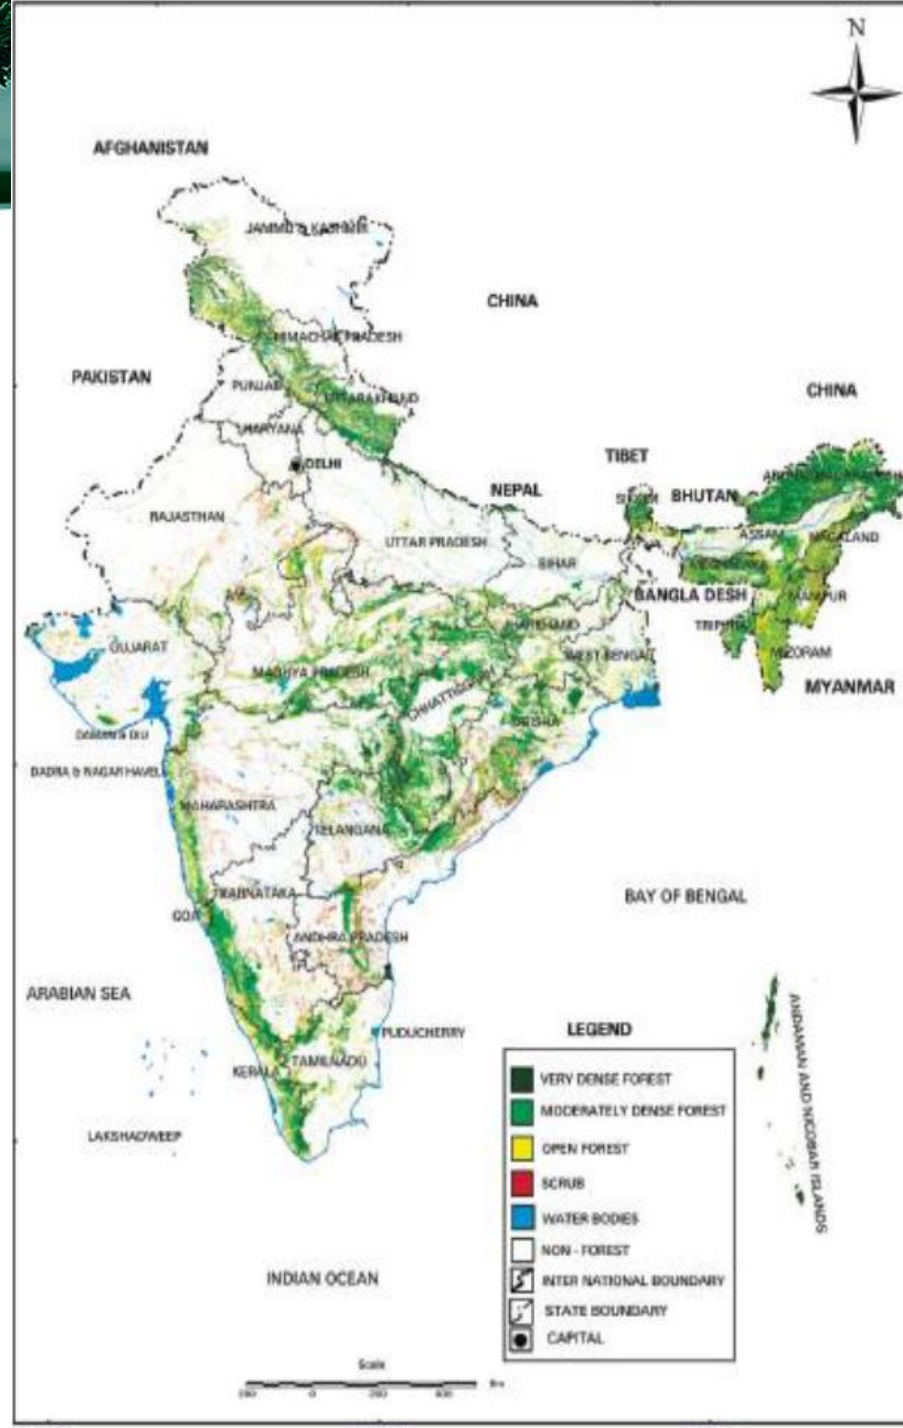 N
AFGHANISTAN
JAMMU & KASHMIR
CHINA
HIMACHAL PRADESH
PAKISTAN
PUNJAB
UTTARAKHAND
CHINA
HARYANA
TIBET
DELHI
NEPAL
BHUTAN
RAJASTHAN
UTTAR PRADESH
ASSAM
NAGALAND
BIHAR
BANGLA DESH
MANIPUR
TRIPURA
GUJARAT
JHARKHAND
WEST BENGAL
MIZORAM
MADHYA PRADESH
CHHATTISGARH
MYANMAR
DAMAN & DIU
DADRA & NAGAR HAVELI
MAHARASHTRA
TELANGANA
KARNATAKA
BAY OF BENGAL
GOA
ANDHRA PRADESH
ARABIAN SEA
ANDAMAN AND NICOBAR ISLANDS
PUDUCHERRY
KERALA
TAMILNADU
LAKSHADWEEP
INDIAN OCEAN
LEGEND
VERY DENSE FOREST
MODERATELY DENSE FOREST
OPEN FOREST
SCRUB
WATER BODIES
NON - FOREST
INTER NATIONAL BOUNDARY
STATE BOUNDARY
CAPITAL
Scale
0 200 400